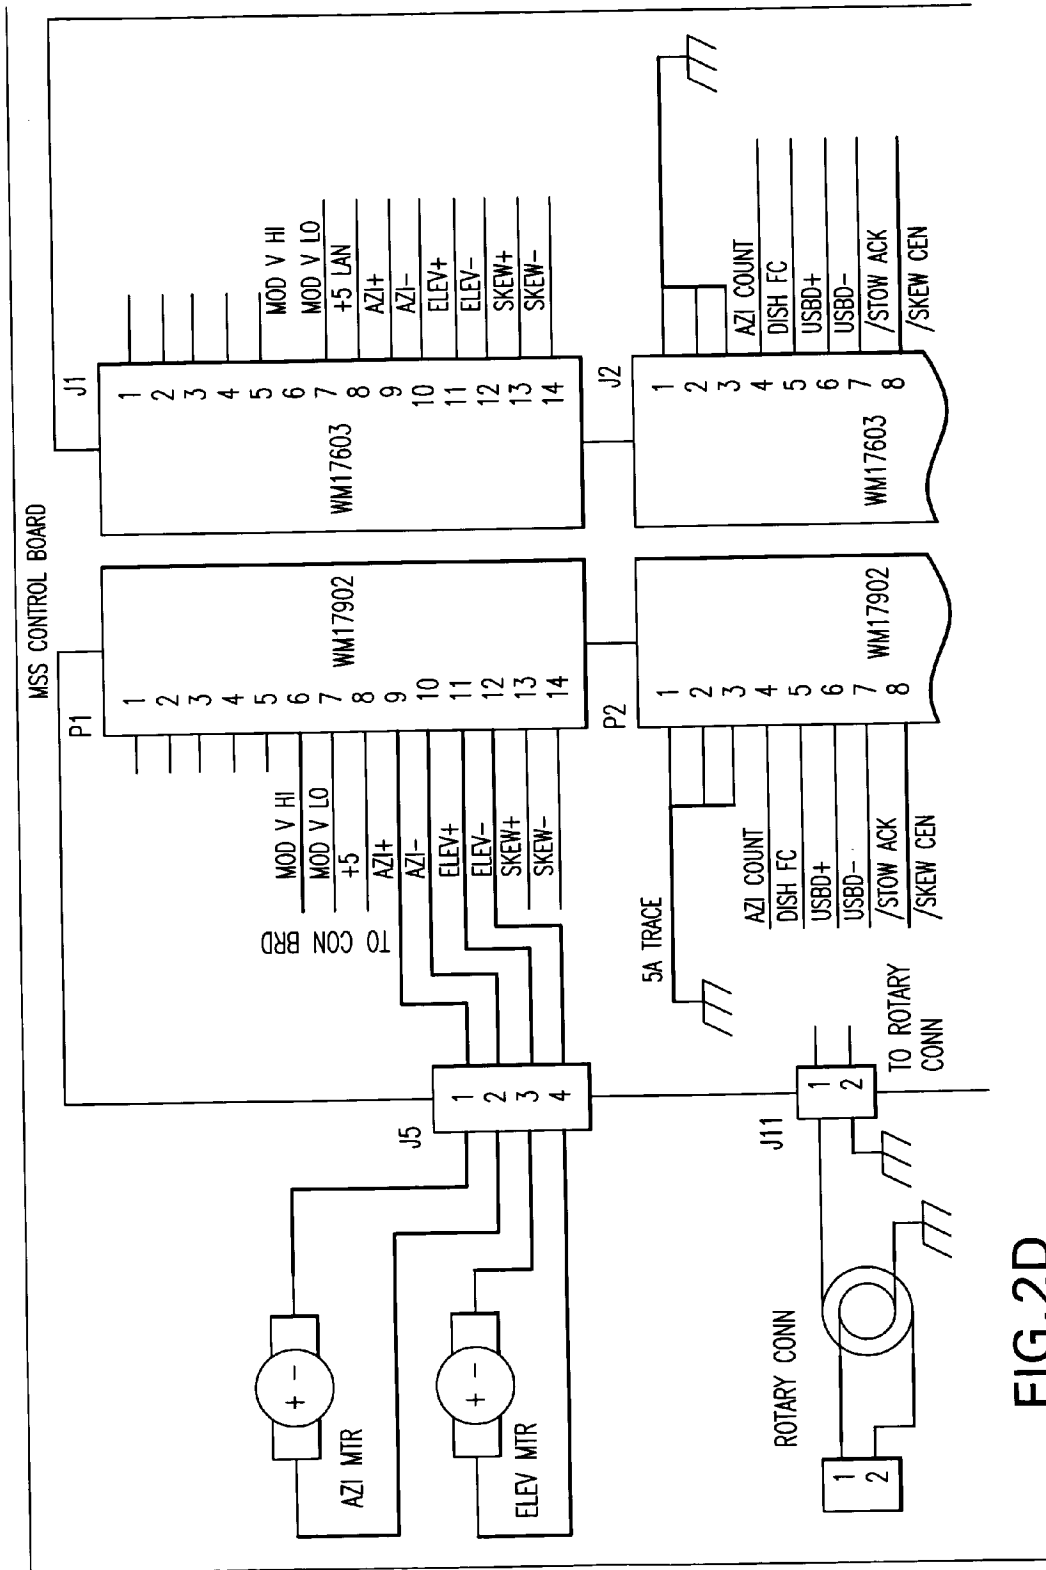 MSS CONTROL BOARD
J1
WM17603
1
2
3
4
5
6
7
8
9
10
11
12
13
14
MOD V HI
MOD V LO
+5 LAN
AZI+
AZI-
ELEV+
ELEV-
SKEW+
SKEW-
J2
WM17603
1
2
3
4
5
6
7
8
AZI COUNT
DISH FC
USBD+
USBD-
/STOW ACK
/SKEW CEN
P1
WM17902
1
2
3
4
5
6
7
8
9
10
11
12
13
14
MOD V HI
MOD V LO
+5
AZI+
AZI-
ELEV+
ELEV-
SKEW+
SKEW-
TO CON BRD
P2
WM17902
1
2
3
4
5
6
7
8
5A TRACE
AZI COUNT
DISH FC
USBD+
USBD-
/STOW ACK
/SKEW CEN
J5
1
2
3
4
J11
1
2
TO ROTARY
CONN
+ -
AZI MTR
+ -
ELEV MTR
ROTARY CONN
1
2
FIG.2D